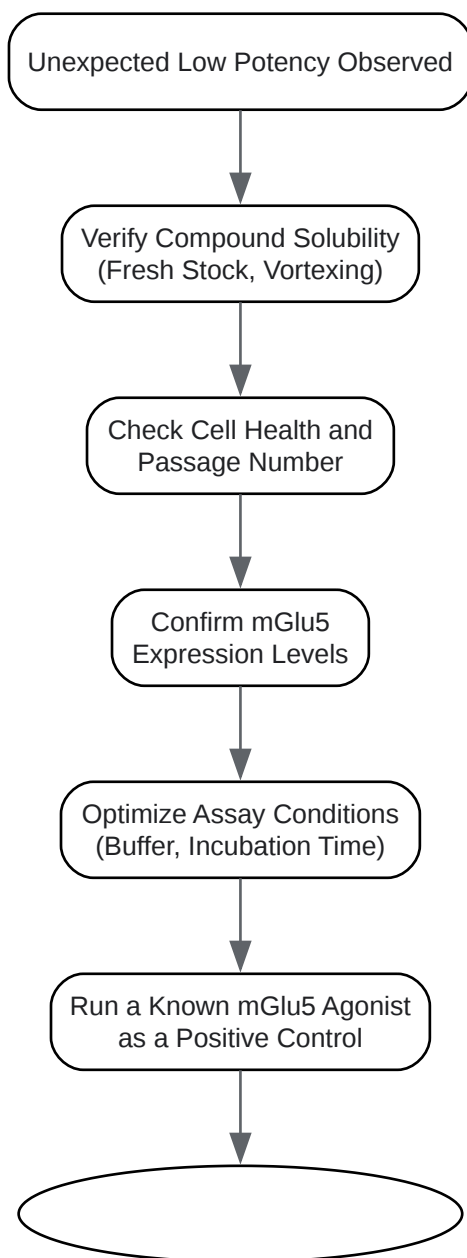 Unexpected Low Potency Observed
Verify Compound Solubility
(Fresh Stock, Vortexing)
Check Cell Health and
Passage Number
Confirm mGlu5
Expression Levels
Optimize Assay Conditions
(Buffer, Incubation Time)
Run a Known mGlu5 Agonist
as a Positive Control